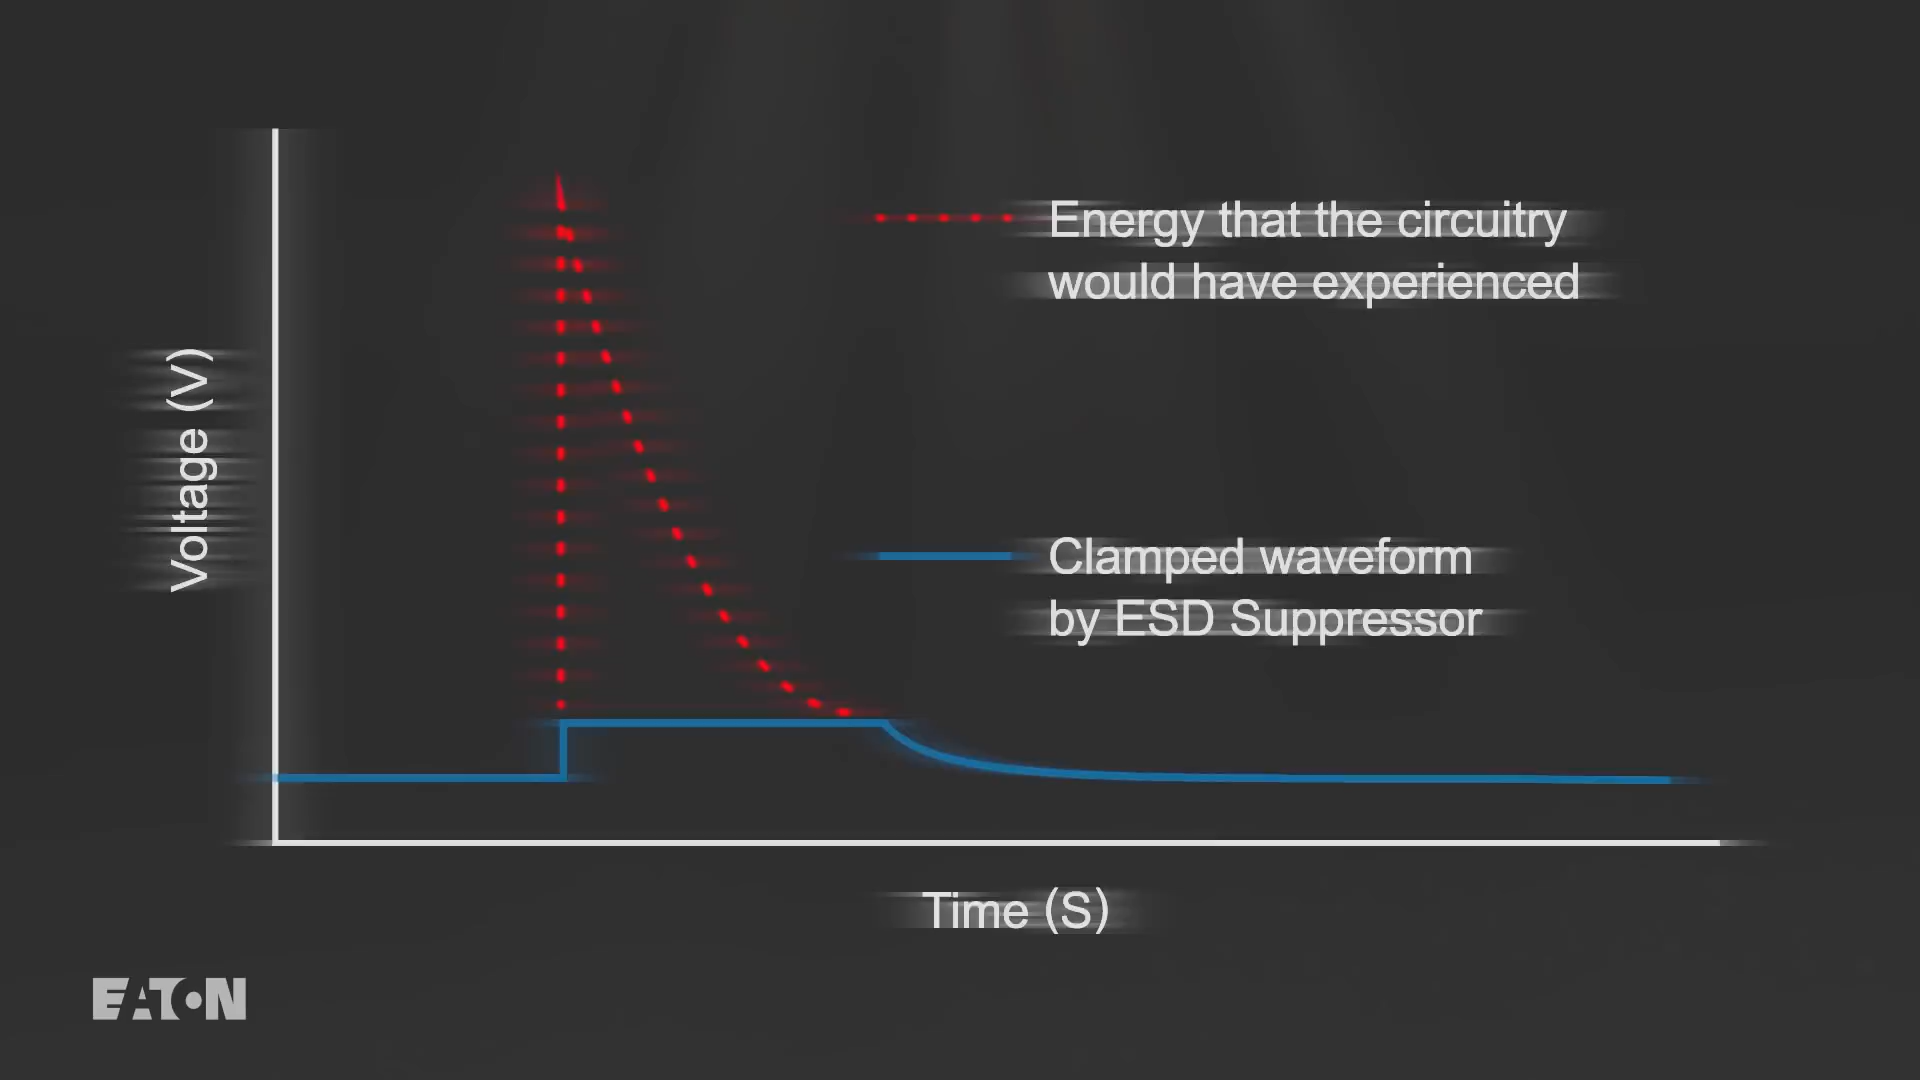 Energy that the circuitry
would have experienced
Voltage (V)
Clamped waveform
by ESD Suppressor
Time (S)
EATON